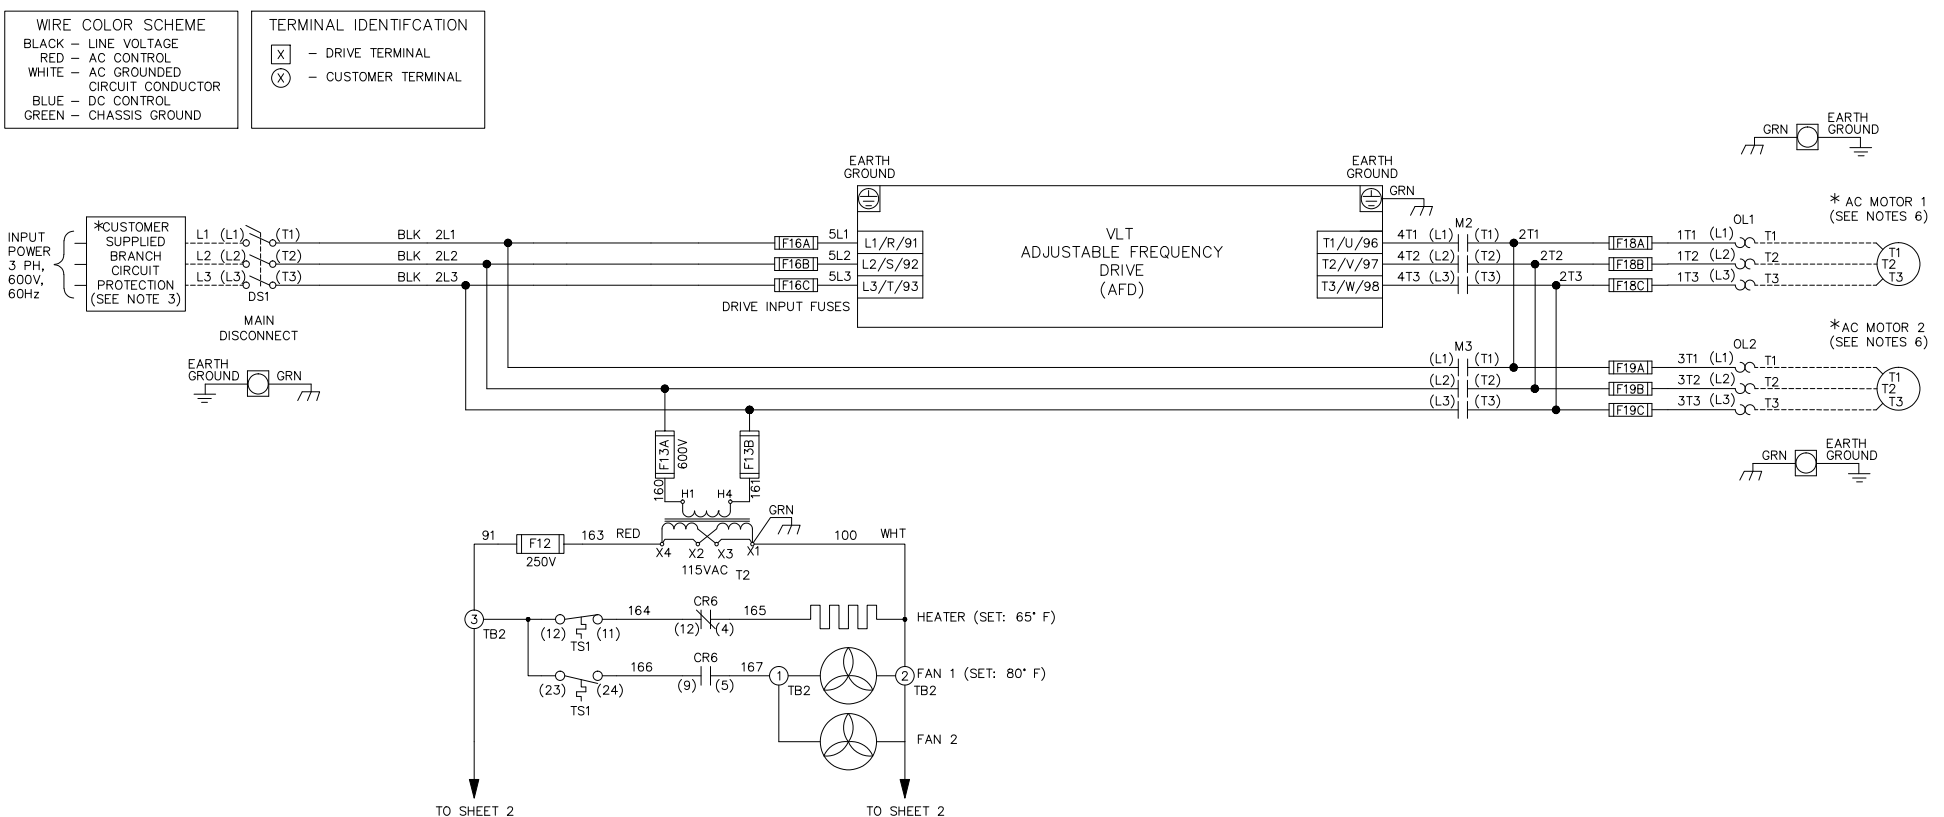 WIRE COLOR SCHEME
BLACK – LINE VOLTAGE
RED – AC CONTROL
WHITE – AC GROUNDED
CIRCUIT CONDUCTOR
BLUE – DC CONTROL
GREEN – CHASSIS GROUND
TERMINAL IDENTIFCATION
X – DRIVE TERMINAL
X – CUSTOMER TERMINAL
INPUT
POWER
3 PH,
600V,
60Hz
*CUSTOMER
SUPPLIED
BRANCH
CIRCUIT
PROTECTION
(SEE NOTE 3)
L1 (L1) (T1)
L2 (L2) (T2)
L3 (L3) (T3)
DS1
MAIN
DISCONNECT
EARTH
GROUND
GRN
BLK 2L1
BLK 2L2
BLK 2L3
F16A 5L1
F16B 5L2
F16C 5L3
DRIVE INPUT FUSES
EARTH
GROUND
L1/R/91
L2/S/92
L3/T/93
VLT
ADJUSTABLE FREQUENCY
DRIVE
(AFD)
EARTH
GROUND
GRN
T1/U/96
T2/V/97
T3/W/98
M2
4T1 (L1) (T1) 2T1
4T2 (L2) (T2) 2T2
4T3 (L3) (T3) 2T3
F18A 1T1 (L1) T1
F18B 1T2 (L2) T2
F18C 1T3 (L3) T3
OL1
EARTH
GROUND
GRN
* AC MOTOR 1
(SEE NOTES 6)
T1
T2
T3
M3
(L1) (T1)
(L2) (T2)
(L3) (T3)
F19A 3T1 (L1) T1
F19B 3T2 (L2) T2
F19C 3T3 (L3) T3
OL2
*AC MOTOR 2
(SEE NOTES 6)
T1
T2
T3
GRN
EARTH
GROUND
F13A
600V
F13B
160
161
H1 H4
GRN
91 F12 163 RED
250V
X4 X2 X3 X1
115VAC T2
100 WHT
3
TB2
(12) (11)
TS1
164
CR6
(12) (4)
165
HEATER (SET: 65° F)
(23) (24)
TS1
166
CR6
(9) (5)
167
1
TB2
2
TB2
FAN 1 (SET: 80° F)
FAN 2
TO SHEET 2
TO SHEET 2